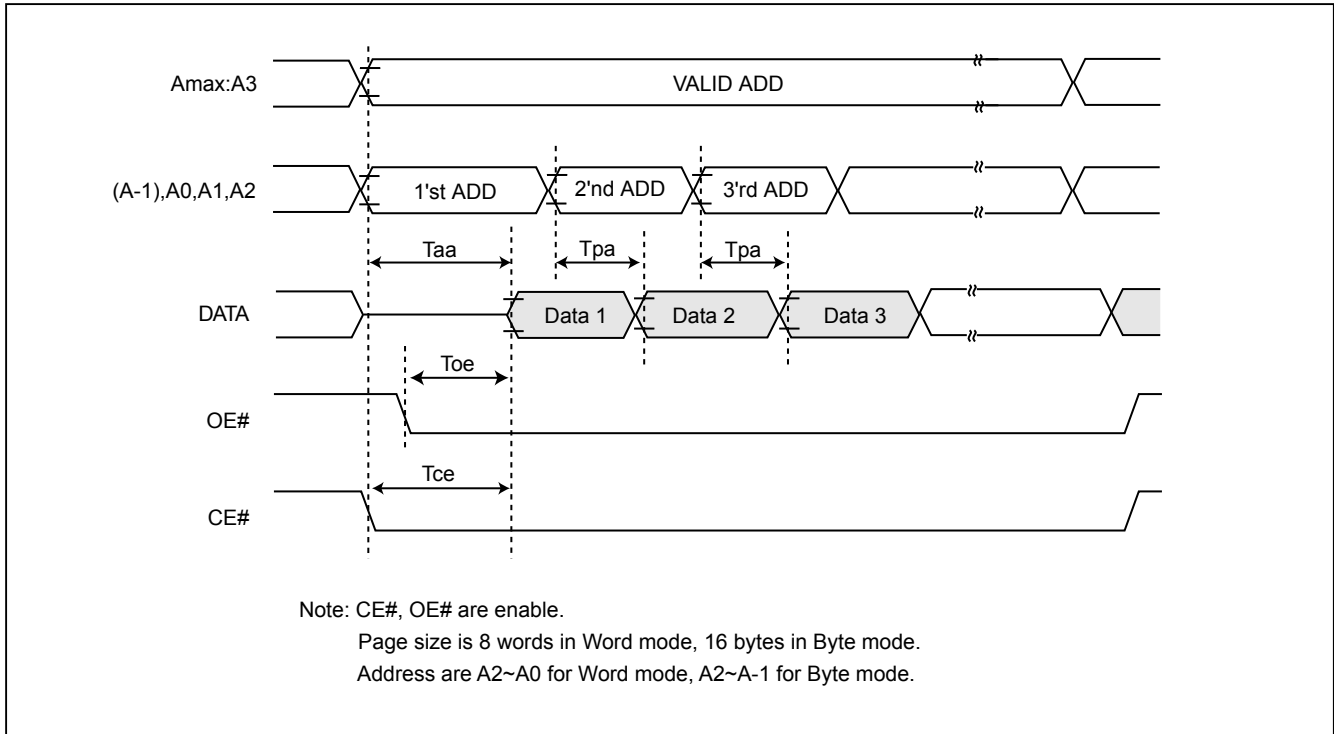 Amax:A3
VALID ADD
(A-1),A0,A1,A2
1'st ADD
2'nd ADD
3'rd ADD
Taa
Tpa
Tpa
DATA
Data 1
Data 2
Data 3
Toe
OE#
Tce
CE#
Note: CE#, OE# are enable.
Page size is 8 words in Word mode, 16 bytes in Byte mode.
Address are A2~A0 for Word mode, A2~A-1 for Byte mode.